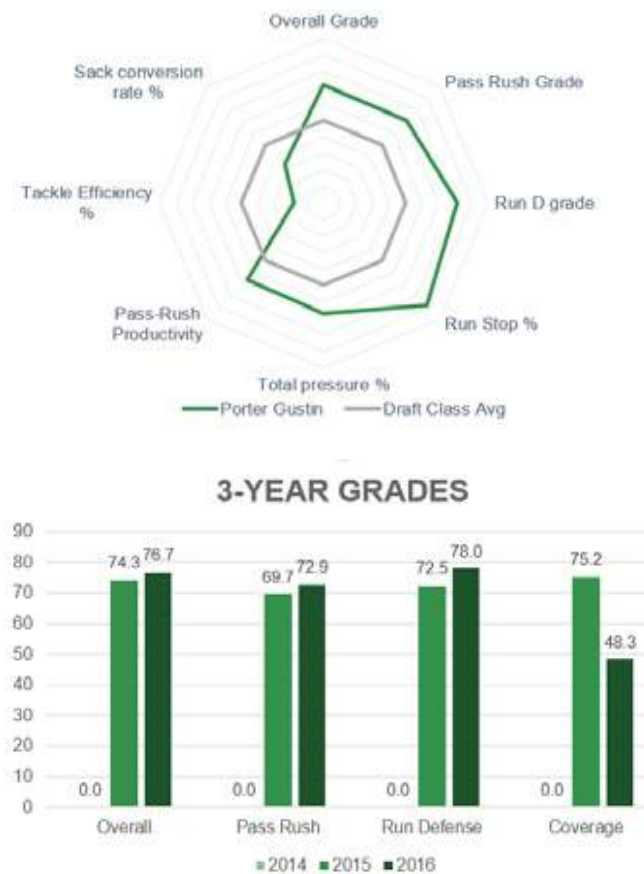 Overall Grade
Sack conversion
rate %
Pass Rush Grade
Tackle Efficiency
%
Run D grade
Pass-Rush
Productivity
Run Stop %
Total pressure %
Porter Gustin
Draft Class Avg
3-YEAR GRADES
90
80
70
60
50
40
30
20
10
0
0.0 74.3 76.7
0.0 69.7 72.9
0.0 72.5 78.0
0.0 75.2 48.3
Overall
Pass Rush
Run Defense
Coverage
2014 2015 2016